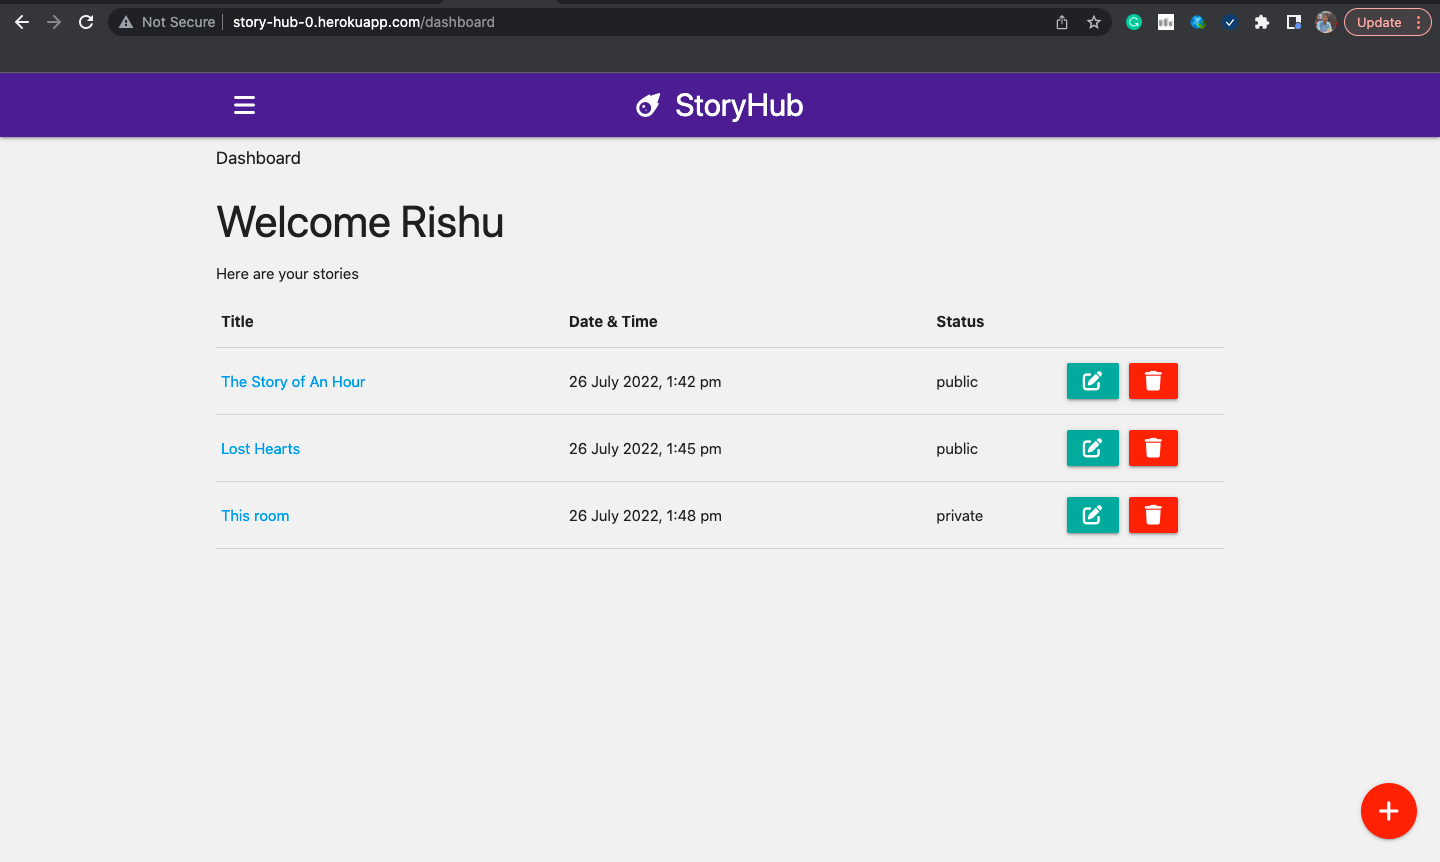 Not Secure | story-hub-0.herokuapp.com/dashboard
Update
StoryHub
Dashboard
Welcome Rishu
Here are your stories
Title Date & Time Status
The Story of An Hour 26 July 2022, 1:42 pm public
Lost Hearts 26 July 2022, 1:45 pm public
This room 26 July 2022, 1:48 pm private